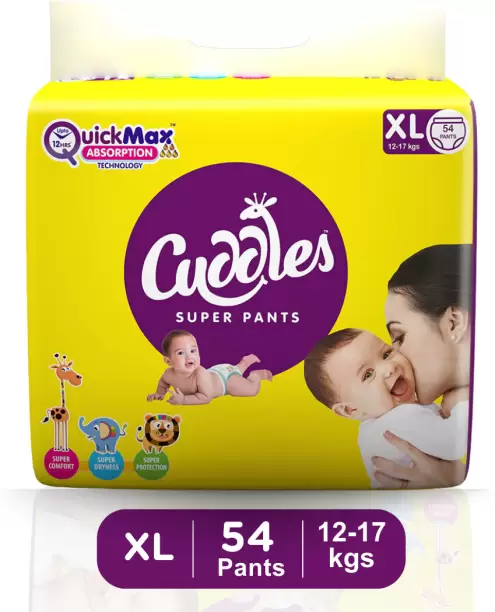 Upto
12HRS
QuickMax™
ABSORPTION
TECHNOLOGY
XL
12-17 kgs
54
PANTS
Cuddles
SUPER PANTS
SUPER
COMFORT
SUPER
DRYNESS
SUPER
PROTECTION
XL
54
Pants
12-17
kgs